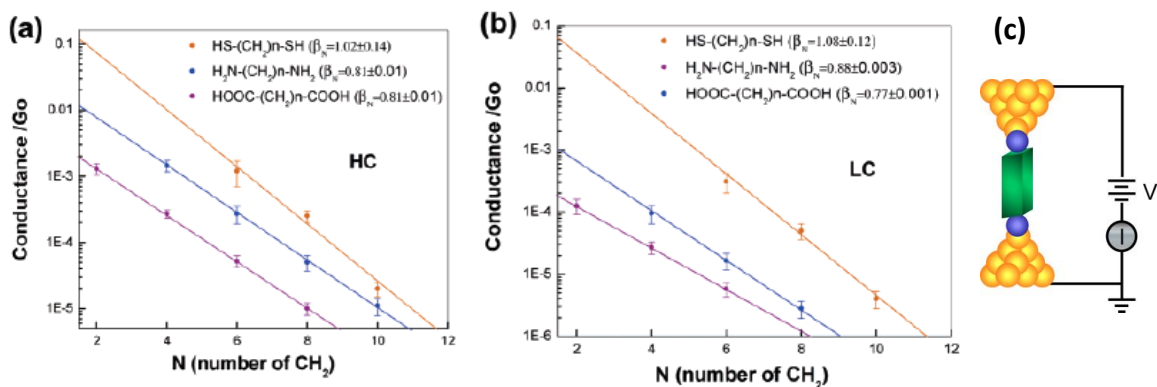 (a)
Conductance /Go
0.1
0.01
1E-3
1E-4
1E-5
HS-(CH₂)n-SH (βN=1.02±0.14)
H₂N-(CH₂)n-NH₂ (βN=0.81±0.01)
HOOC-(CH₂)n-COOH (βN=0.81±0.01)
HC
2 4 6 8 10 12
N (number of CH₂)
(b)
Conductance /Go
0.1
0.01
1E-3
1E-4
1E-5
1E-6
HS-(CH₂)n-SH (βN=1.08±0.12)
H₂N-(CH₂)n-NH₂ (βN=0.88±0.003)
HOOC-(CH₂)n-COOH (βN=0.77±0.001)
LC
2 4 6 8 10 12
N (number of CH₂)
(c)
V
I